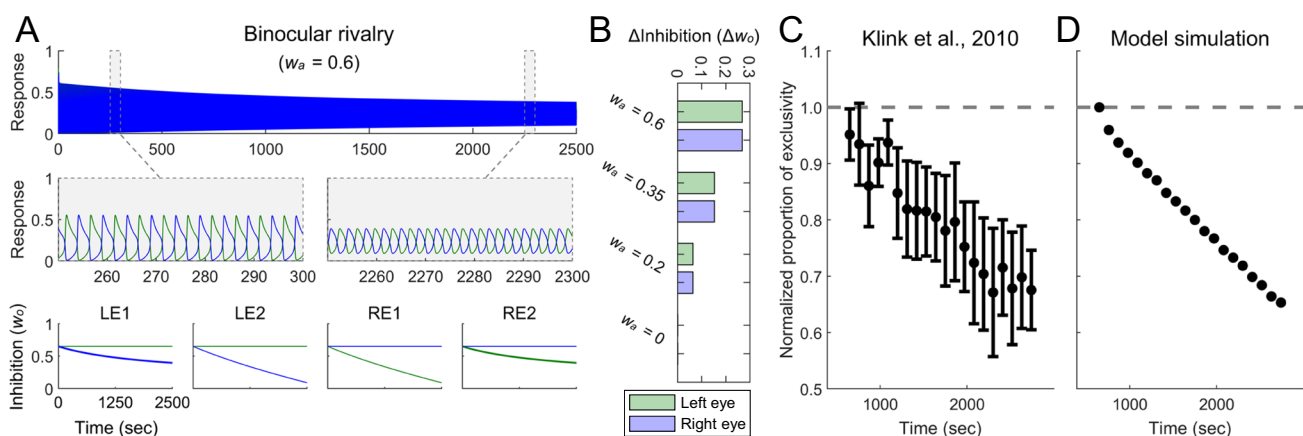 A
Binocular rivalry
(wₐ = 0.6)
Response
1
0.5
0
0
500
1000
1500
2000
2500
Response
1
0.5
0
260
270
280
290
300
2260
2270
2280
2290
2300
LE1
LE2
RE1
RE2
Inhibition (wₒ)
1
0.5
0
0
1250
2500
Time (sec)
Time (sec)
B
ΔInhibition (Δwₒ)
0
0.1
0.2
0.3
wₐ = 0.6
wₐ = 0.35
wₐ = 0.2
wₐ = 0
Left eye
Right eye
C
Klink et al., 2010
Normalized proportion of exclusivity
1.1
1.0
0.9
0.8
0.7
0.6
0.5
1000
2000
Time (sec)
D
Model simulation
1000
2000
Time (sec)